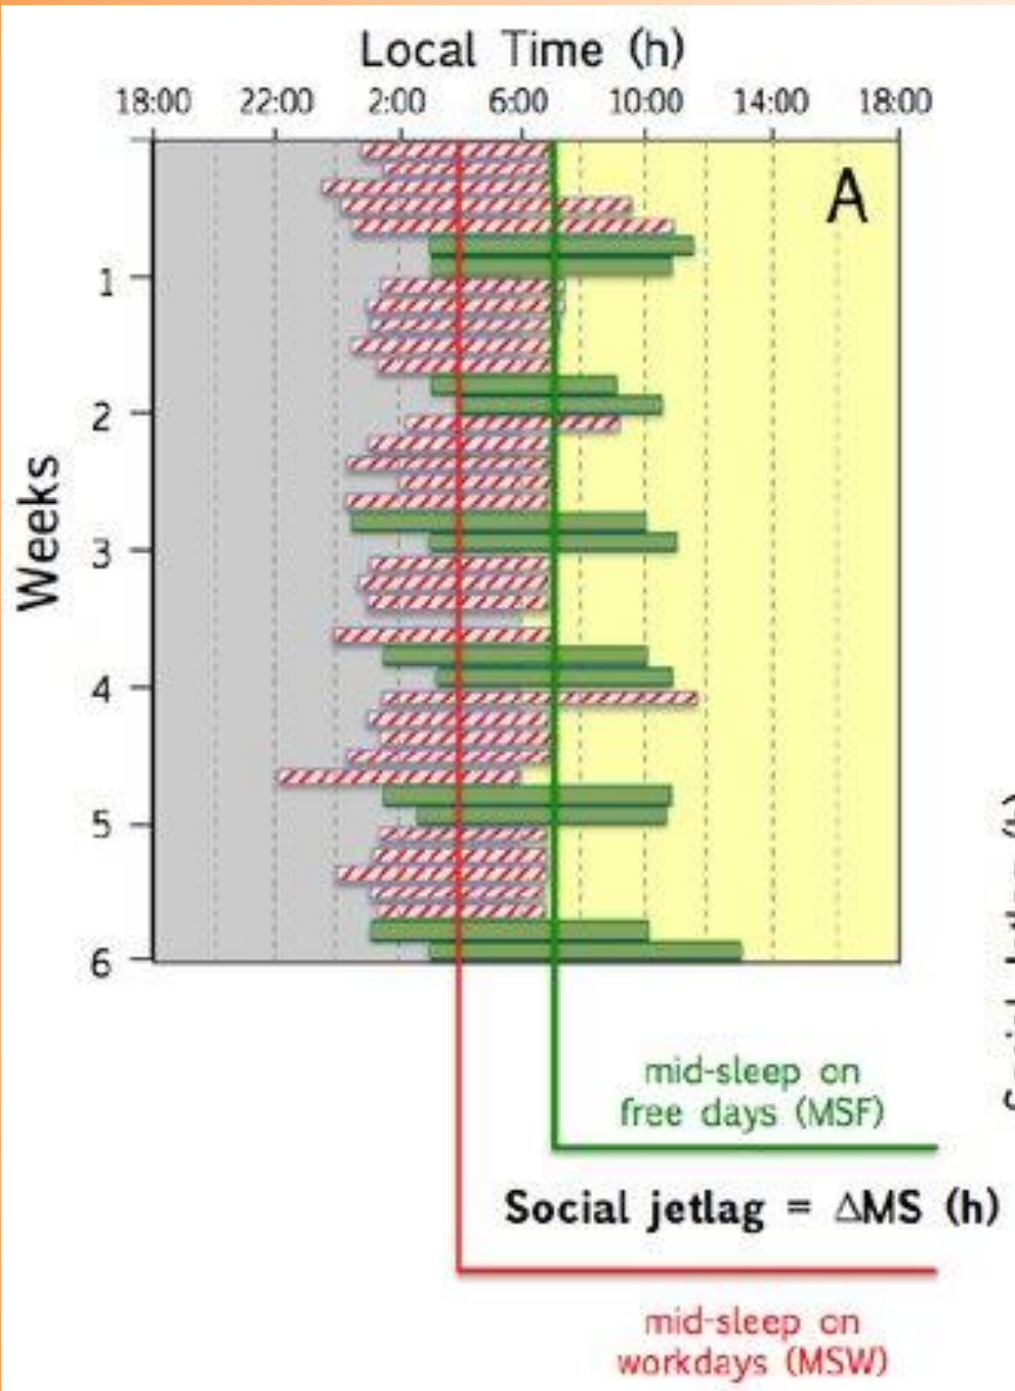 Local Time (h)
18:00 22:00 2:00 6:00 10:00 14:00 18:00
A
Weeks
1
2
3
4
5
6
mid-sleep on
free days (MSF)
Social jetlag = ΔMS (h)
mid-sleep on
workdays (MSW)